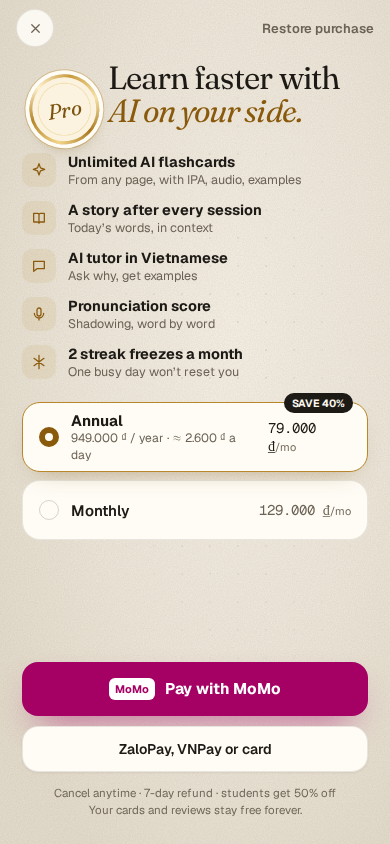 Restore purchase
Pro
Learn faster with
AI on your side.
Unlimited AI flashcards
From any page, with IPA, audio, examples
A story after every session
Today's words, in context
AI tutor in Vietnamese
Ask why, get examples
Pronunciation score
Shadowing, word by word
2 streak freezes a month
One busy day won't reset you
SAVE 40%
Annual
949.000 ₫ / year · ≈ 2.600 ₫ a
day
79.000
₫/mo
Monthly
129.000 ₫/mo
MoMo Pay with MoMo
ZaloPay, VNPay or card
Cancel anytime · 7-day refund · students get 50% off
Your cards and reviews stay free forever.